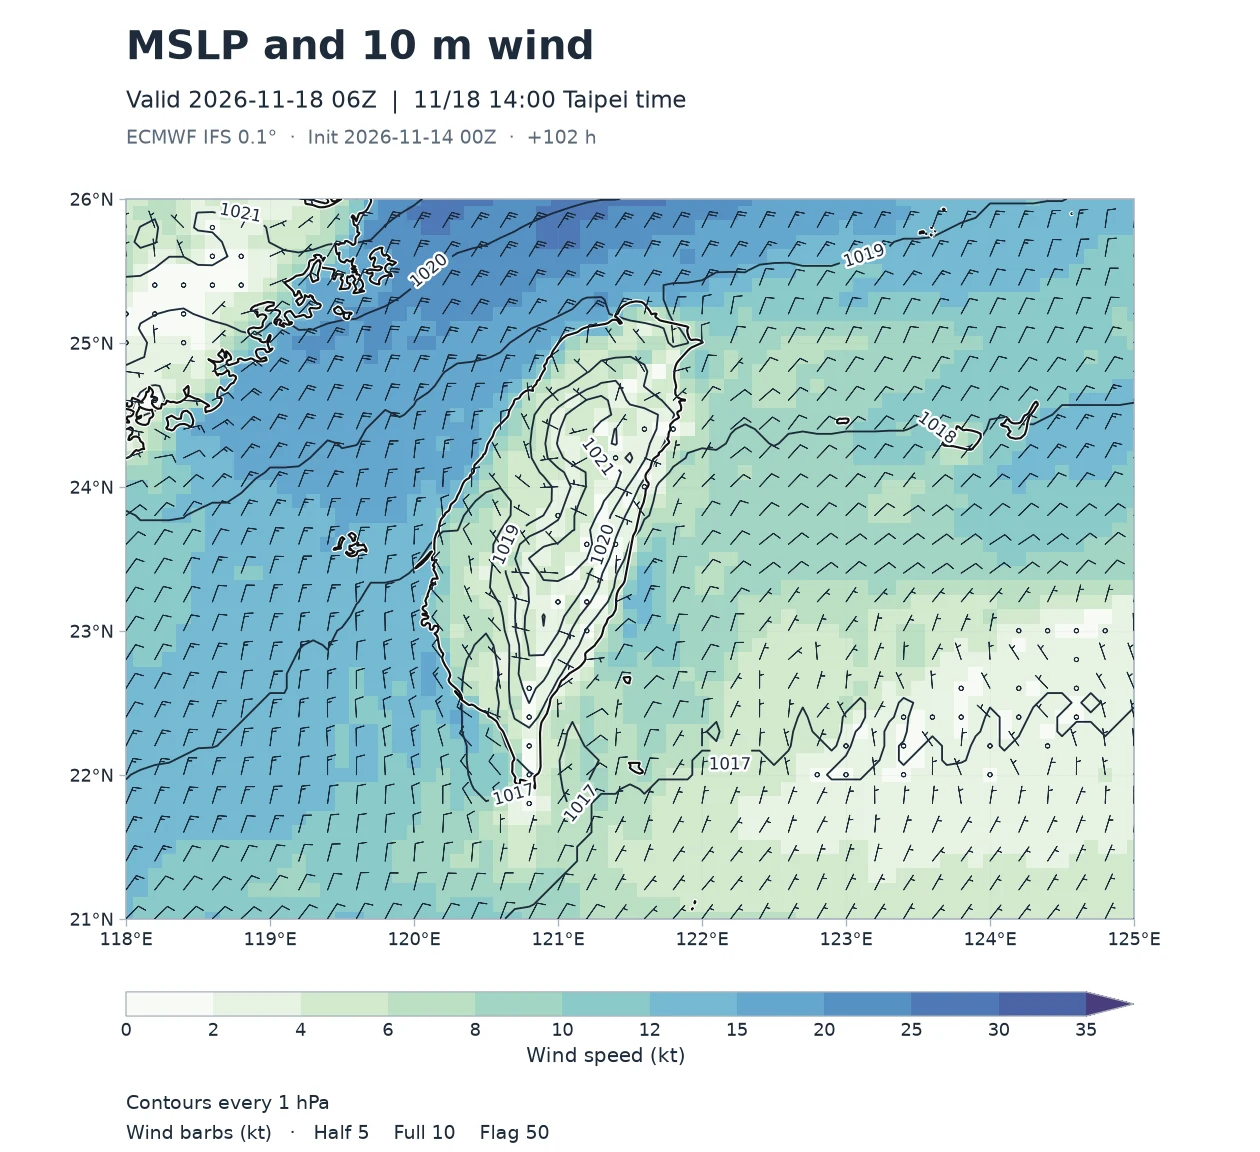 MSLP and 10 m wind
Valid 2026-11-18 06Z | 11/18 14:00 Taipei time
ECMWF IFS 0.1° · Init 2026-11-14 00Z · +102 h
26°N
25°N
24°N
23°N
22°N
21°N
1021
1020
1019
1018
1021
1019
1020
1017
1017
1017
118°E 119°E 120°E 121°E 122°E 123°E 124°E 125°E
0 2 4 6 8 10 12 15 20 25 30 35
Wind speed (kt)
Contours every 1 hPa
Wind barbs (kt) · Half 5 Full 10 Flag 50